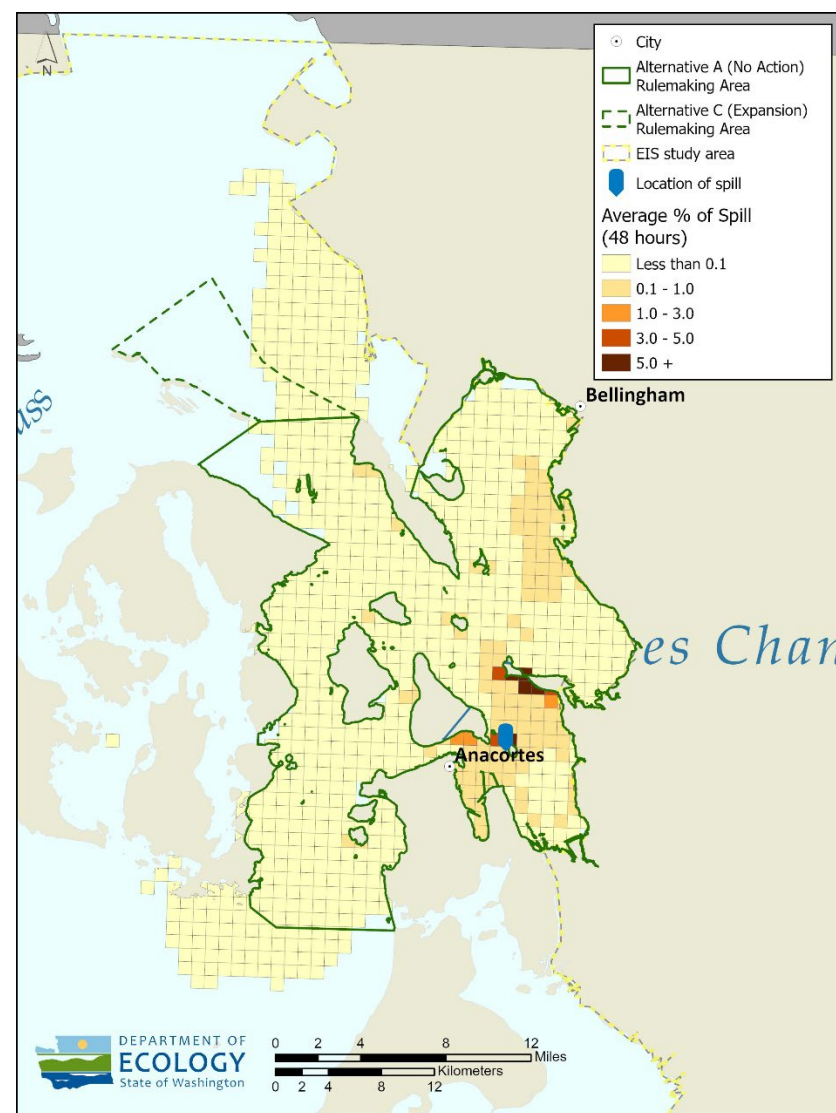 N
City
Alternative A (No Action)
Rulemaking Area
Alternative C (Expansion)
Rulemaking Area
EIS study area
Location of spill
Average % of Spill
(48 hours)
Less than 0.1
0.1 - 1.0
1.0 - 3.0
3.0 - 5.0
5.0 +
Bellingham
ass
es Chan
Anacortes
DEPARTMENT OF
ECOLOGY
State of Washington
0 2 4 8 12
Miles
Kilometers
0 2 4 8 12